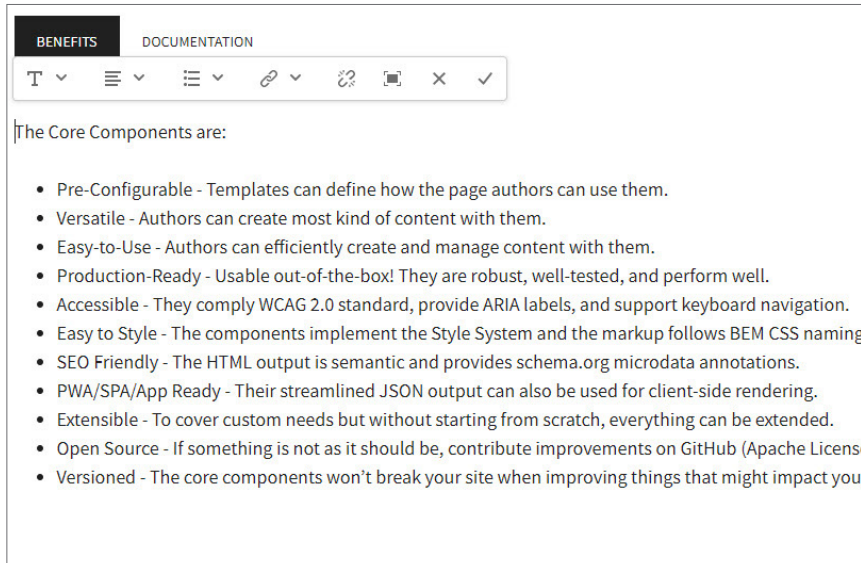 BENEFITS DOCUMENTATION
The Core Components are:
• Pre-Configurable - Templates can define how the page authors can use them.
• Versatile - Authors can create most kind of content with them.
• Easy-to-Use - Authors can efficiently create and manage content with them.
• Production-Ready - Usable out-of-the-box! They are robust, well-tested, and perform well.
• Accessible - They comply WCAG 2.0 standard, provide ARIA labels, and support keyboard navigation.
• Easy to Style - The components implement the Style System and the markup follows BEM CSS naming
• SEO Friendly - The HTML output is semantic and provides schema.org microdata annotations.
• PWA/SPA/App Ready - Their streamlined JSON output can also be used for client-side rendering.
• Extensible - To cover custom needs but without starting from scratch, everything can be extended.
• Open Source - If something is not as it should be, contribute improvements on GitHub (Apache License
• Versioned - The core components won’t break your site when improving things that might impact you